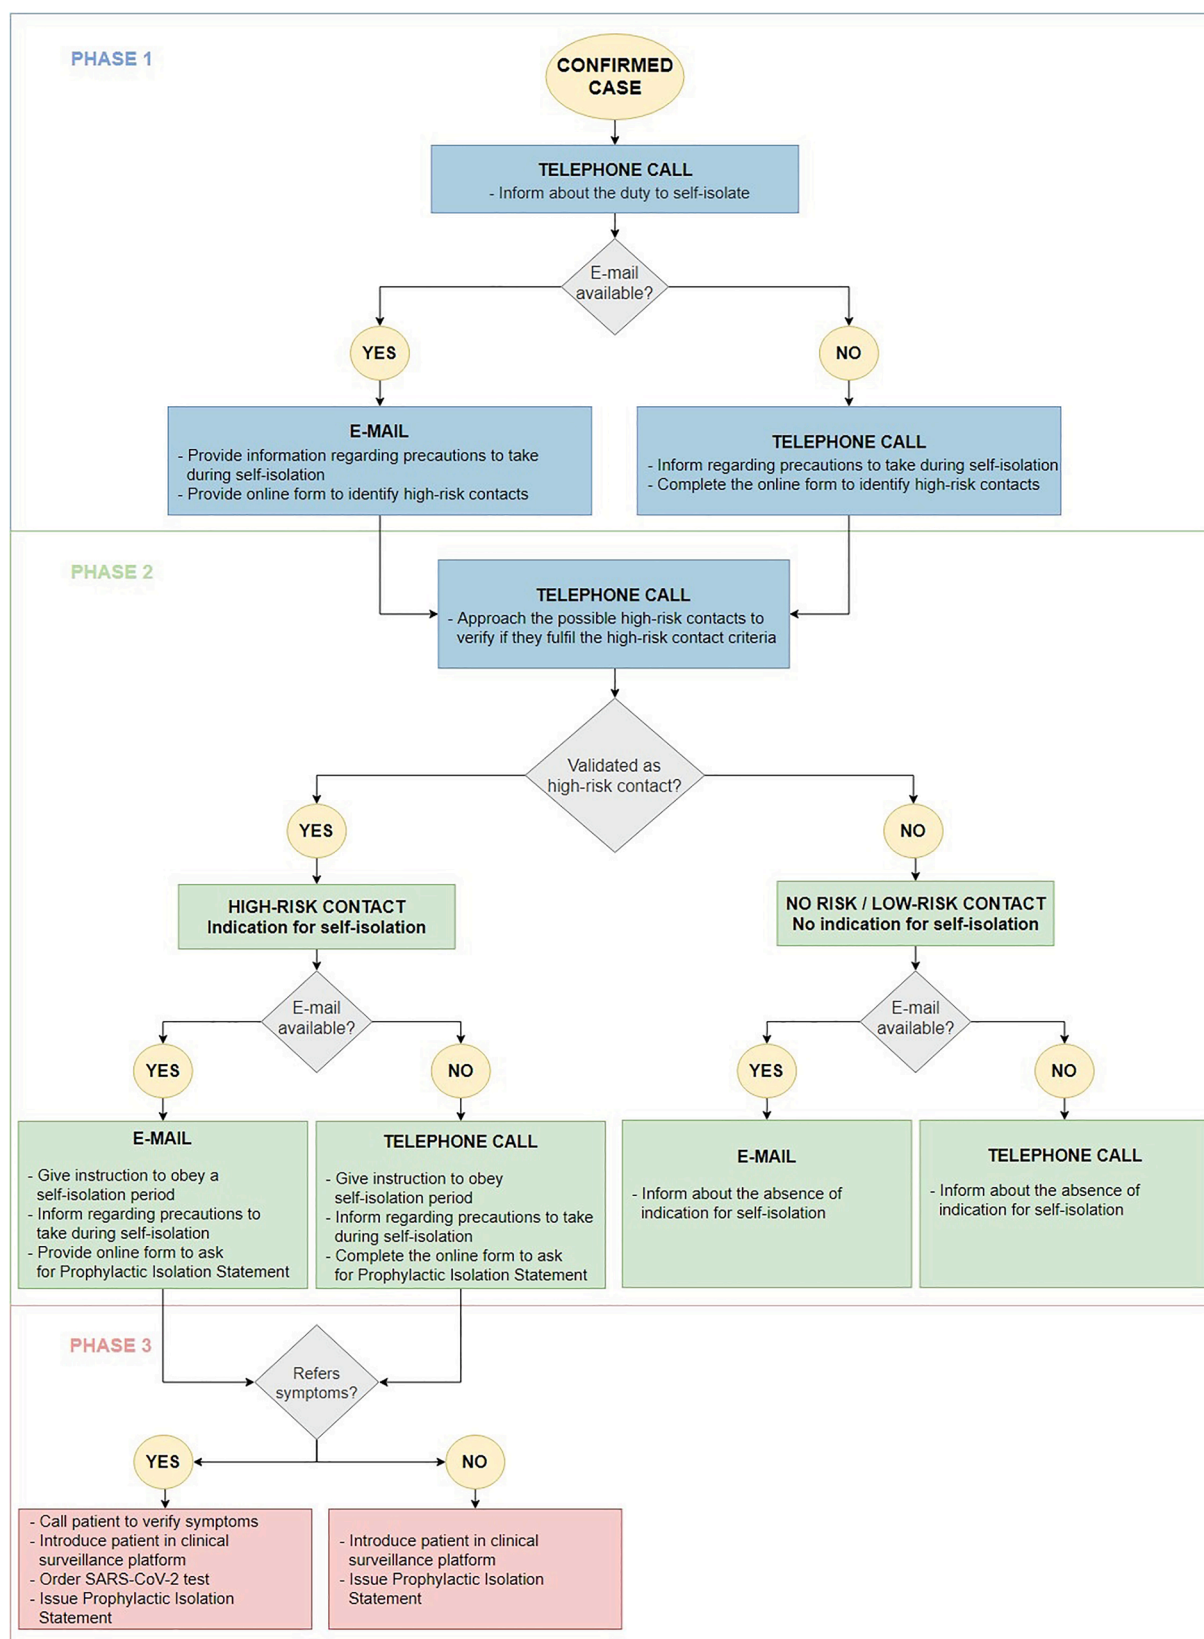 PHASE 1
CONFIRMED
CASE
TELEPHONE CALL
- Inform about the duty to self-isolate
E-mail
available?
YES
NO
E-MAIL
- Provide information regarding precautions to take
during self-isolation
- Provide online form to identify high-risk contacts
TELEPHONE CALL
- Inform regarding precautions to take during self-isolation
- Complete the online form to identify high-risk contacts
PHASE 2
TELEPHONE CALL
- Approach the possible high-risk contacts to
verify if they fulfil the high-risk contact criteria
Validated as
high-risk contact?
YES
NO
HIGH-RISK CONTACT
Indication for self-isolation
NO RISK / LOW-RISK CONTACT
No indication for self-isolation
E-mail
available?
E-mail
available?
YES
NO
YES
NO
E-MAIL
- Give instruction to obey a
self-isolation period
- Inform regarding precautions to
take during self-isolation
- Provide online form to ask
for Prophylactic Isolation Statement
TELEPHONE CALL
- Give instruction to obey
self-isolation period
- Inform regarding precautions to take
during self-isolation
- Complete the online form to ask
for Prophylactic Isolation Statement
E-MAIL
- Inform about the absence of
indication for self-isolation
TELEPHONE CALL
- Inform about the absence of
indication for self-isolation
PHASE 3
Refers
symptoms?
YES
NO
- Call patient to verify symptoms
- Introduce patient in clinical
surveillance platform
- Order SARS-CoV-2 test
- Issue Prophylactic Isolation
Statement
- Introduce patient in clinical
surveillance platform
- Issue Prophylactic Isolation
Statement